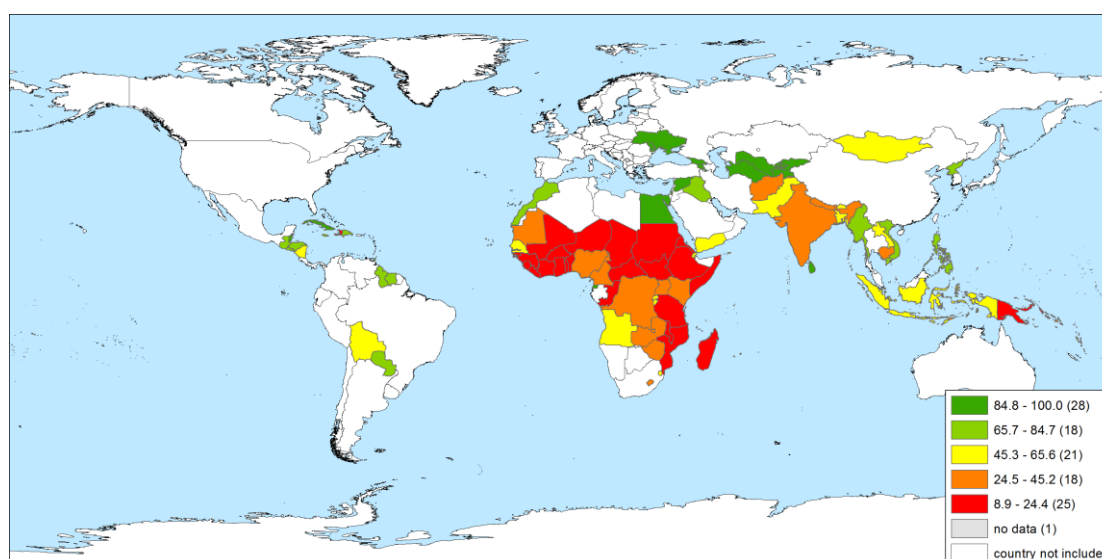 84.8 - 100.0 (28)
65.7 - 84.7 (18)
45.3 - 65.6 (21)
24.5 - 45.2 (18)
8.9 - 24.4 (25)
no data (1)
country not include